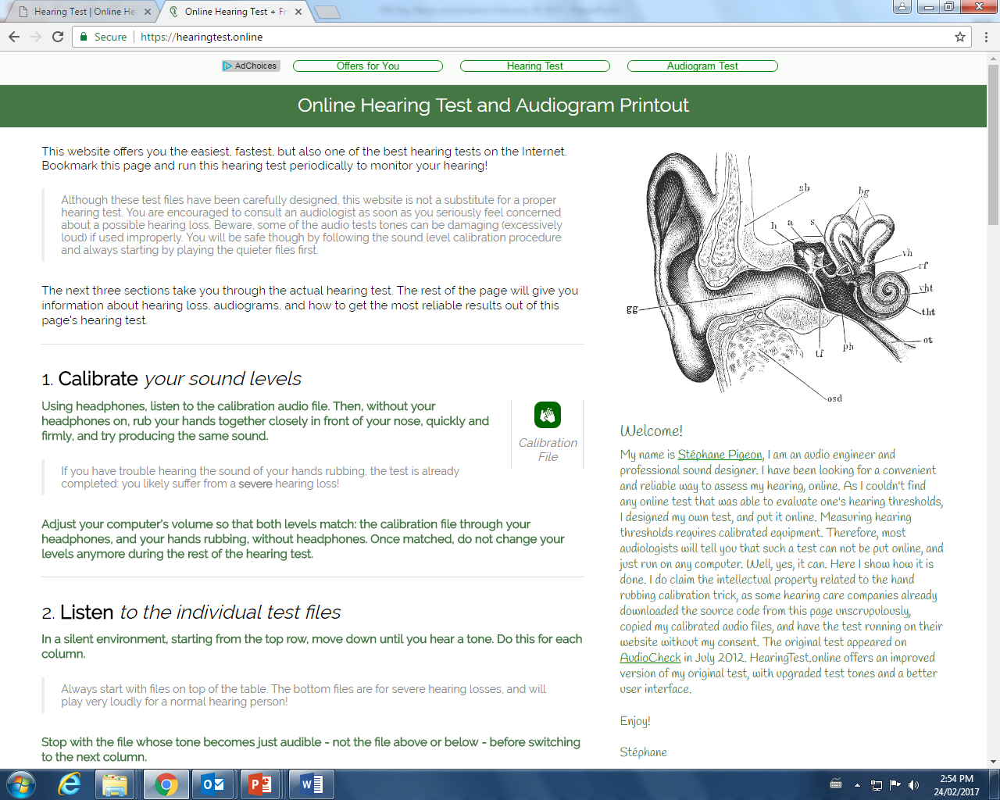 Hearing Test | Online Hea
Online Hearing Test + Fr
Secure
https://hearingtest.online
AdChoices
Offers for You
Hearing Test
Audiogram Test
Online Hearing Test and Audiogram Printout
This website offers you the easiest, fastest, but also one of the best hearing tests on the Internet.
Bookmark this page and run this hearing test periodically to monitor your hearing!
Although these test files have been carefully designed, this website is not a substitute for a proper
hearing test. You are encouraged to consult an audiologist as soon as you seriously feel concerned
about a possible hearing loss. Beware, some of the audio tests tones can be damaging (excessively
loud) if used improperly. You will be safe though by following the sound level calibration procedure
and always starting by playing the quieter files first.
The next three sections take you through the actual hearing test. The rest of the page will give you
information about hearing loss, audiograms, and how to get the most reliable results out of this
page's hearing test.
1. Calibrate your sound levels
Using headphones, listen to the calibration audio file. Then, without your
headphones on, rub your hands together closely in front of your nose, quickly and
firmly, and try producing the same sound.
Calibration
File
If you have trouble hearing the sound of your hands rubbing, the test is already
completed: you likely suffer from a severe hearing loss!
Adjust your computer's volume so that both levels match: the calibration file through your
headphones, and your hands rubbing, without headphones. Once matched, do not change your
levels anymore during the rest of the hearing test.
2. Listen to the individual test files
In a silent environment, starting from the top row, move down until you hear a tone. Do this for each
column.
Always start with files on top of the table. The bottom files are for severe hearing losses, and will
play very loudly for a normal hearing person!
Stop with the file whose tone becomes just audible - not the file above or below - before switching
to the next column.
sb
bg
h
a
s
vh
rf
vht
tht
gg
ot
ph
tf
osd
Welcome!
My name is Stéphane Pigeon, I am an audio engineer and
professional sound designer. I have been looking for a convenient
and reliable way to assess my hearing, online. As I couldn't find
any online test that was able to evaluate one's hearing thresholds,
I designed my own test, and put it online. Measuring hearing
thresholds requires calibrated equipment. Therefore, most
audiologists will tell you that such a test can not be put online, and
just run on any computer. Well, yes, it can. Here I show how it is
done. I do claim the intellectual property related to the hand
rubbing calibration trick, as some hearing care companies already
downloaded the source code from this page unscrupulously,
copied my calibrated audio files, and have the test running on their
website without my consent. The original test appeared on
AudioCheck in July 2012. HearingTest.online offers an improved
version of my original test, with upgraded test tones and a better
user interface.
Enjoy!
Stéphane
2:54 PM
24/02/2017